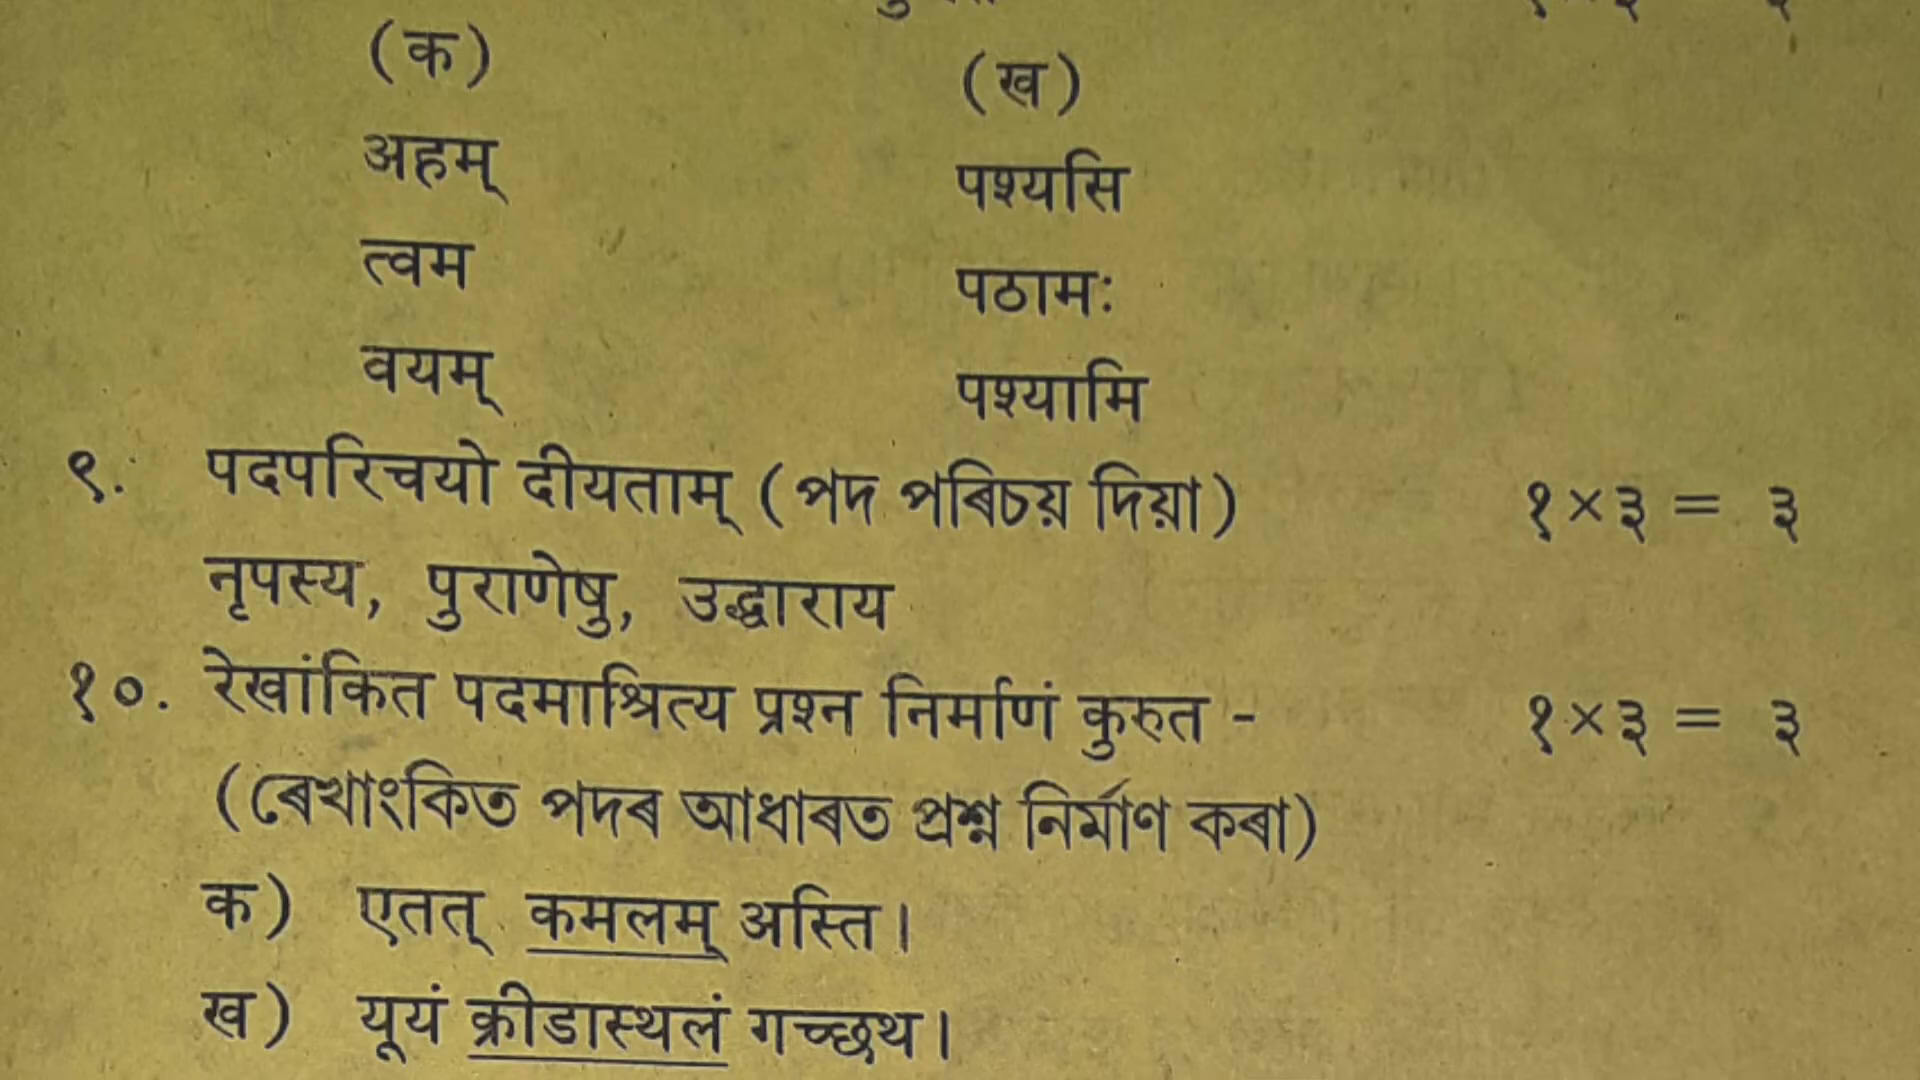 (क) (ख)
अहम् पश्यसि
त्वम पठामः
वयम् पश्यामि
९. पदपरिचयो दीयताम् (পদ পৰিচয় দিয়া) १×३ = ३
नृपस्य, पुराणेषु, उद्धाराय
१०. रेखांकित पदमाश्रित्य प्रश्न निर्माणं कुरुत - १×३ = ३
(ৰেখাংকিত পদৰ আধাৰত প্ৰশ্ন নিৰ্মাণ কৰা)
क) एतत् कमलम् अस्ति।
ख) यूयं क्रीडास्थलं गच्छथ।